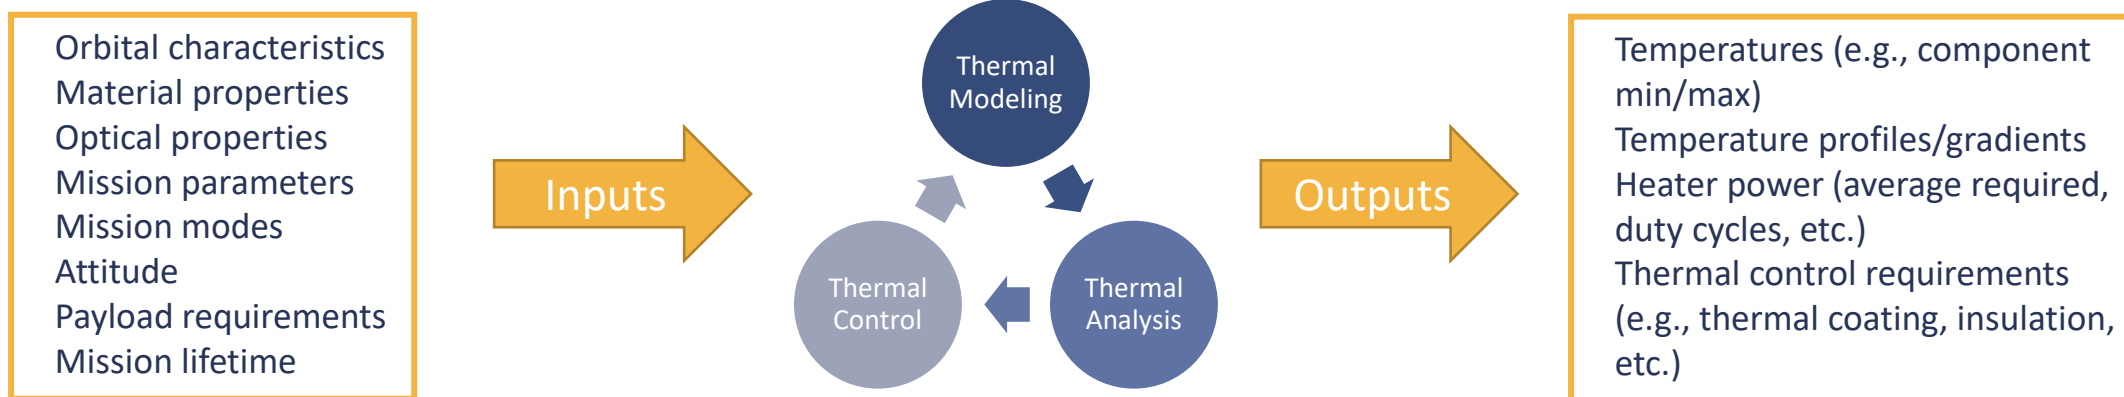 Orbital characteristics
Material properties
Optical properties
Mission parameters
Mission modes
Attitude
Payload requirements
Mission lifetime
Inputs
Thermal
Modeling
Thermal
Analysis
Thermal
Control
Outputs
Temperatures (e.g., component
min/max)
Temperature profiles/gradients
Heater power (average required,
duty cycles, etc.)
Thermal control requirements
(e.g., thermal coating, insulation,
etc.)